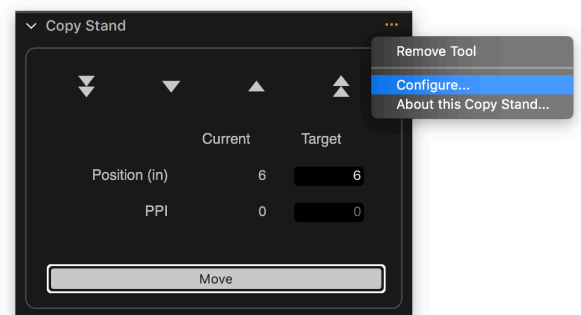 Copy Stand
Remove Tool
Configure...
About this Copy Stand...
Current Target
Position (in) 6 6
PPI 0 0
Move